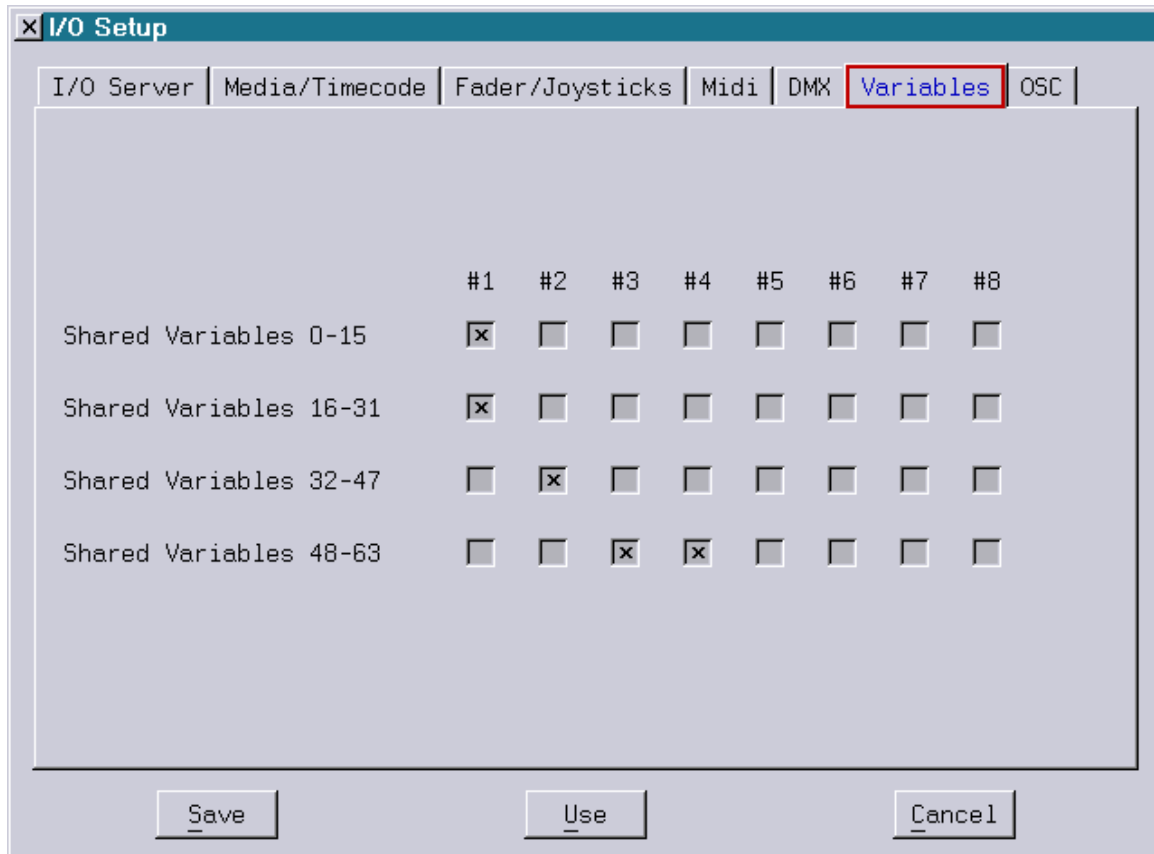 I/O Setup
I/O Server Media/Timecode Fader/Joysticks Midi DMX Variables OSC
#1 #2 #3 #4 #5 #6 #7 #8
Shared Variables 0-15
Shared Variables 16-31
Shared Variables 32-47
Shared Variables 48-63
Save Use Cancel